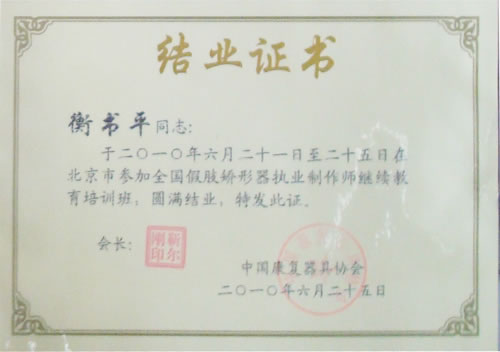 结业证书
衡书平同志:
于二〇一〇年六月二十一日至二十五日在
北京市参加全国假肢矫形器执业制作师继续教
育培训班,圆满结业,特发此证。
会长:
靳尔刚印
中国康复器具协会
二〇一〇年六月二十五日